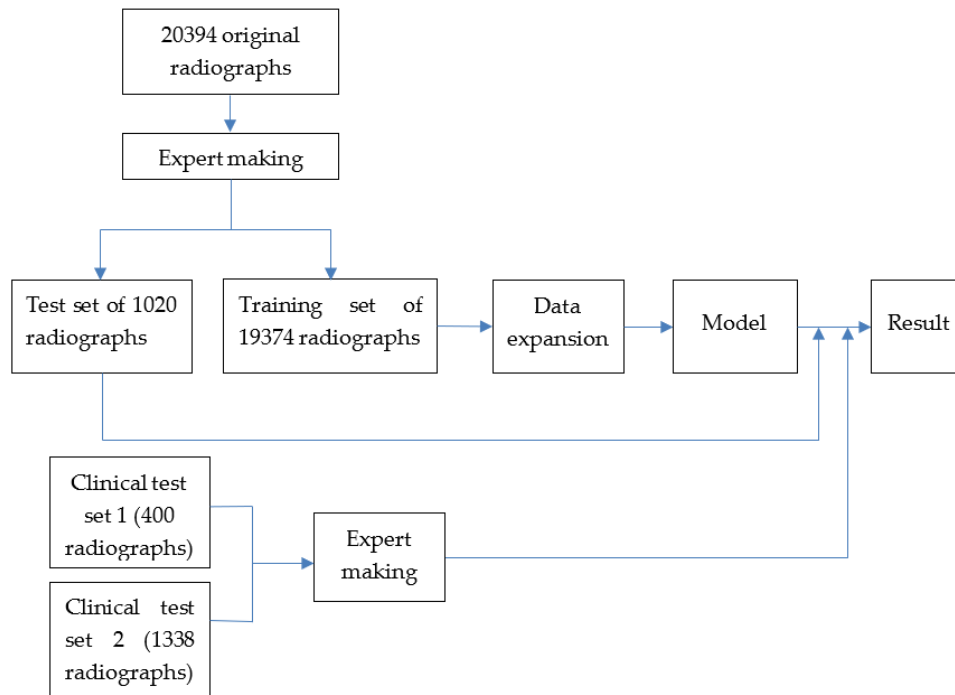 20394 original
radiographs
Expert making
Test set of 1020
radiographs
Training set of
19374 radiographs
Data
expansion
Model
Result
Clinical test
set 1 (400
radiographs)
Expert
making
Clinical test
set 2 (1338
radiographs)